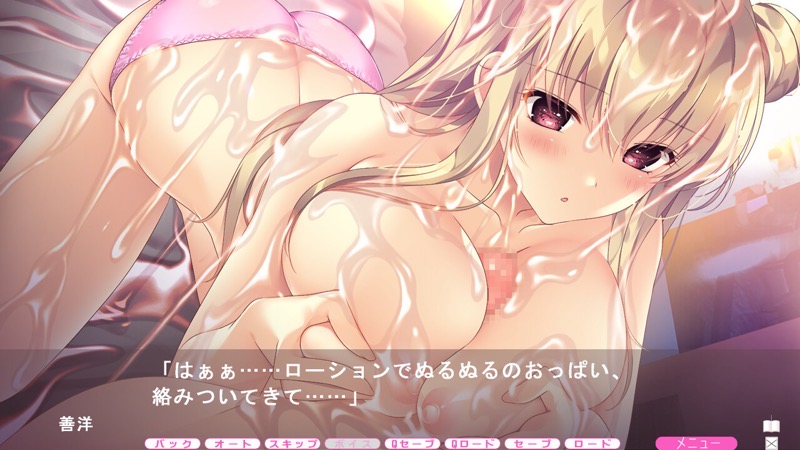 「はぁぁ……ローションでぬるぬるのおっぱい、
絡みついてきて……」
善洋
バック オート スキップ ボイス Qセーブ Qロード セーブ ロード メニュー